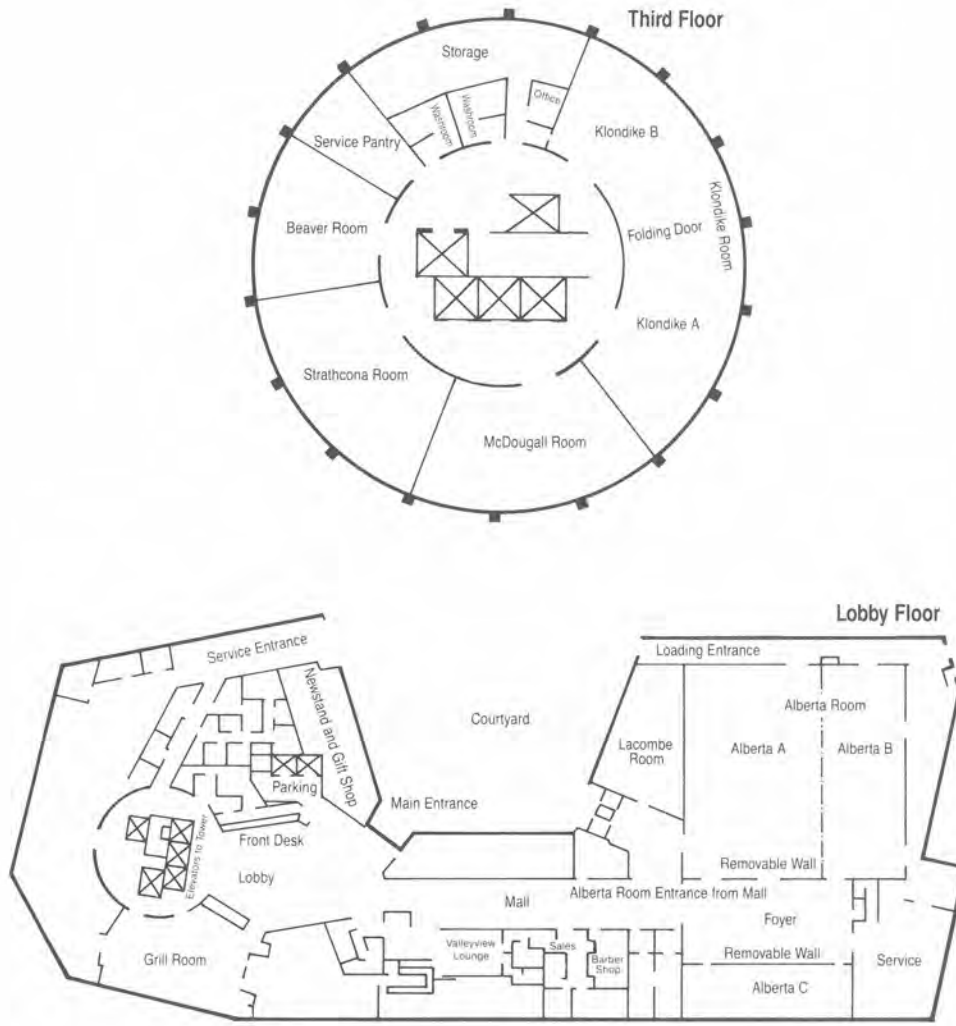 Third Floor
Storage
Office
Washroom
Washroom
Klondike B
Service Pantry
Klondike Room
Beaver Room
Folding Door
Klondike A
Strathcona Room
McDougall Room
Lobby Floor
Service Entrance
Loading Entrance
Newstand and Gift Shop
Courtyard
Alberta Room
Lacombe
Room
Alberta A
Alberta B
Parking
Main Entrance
Elevators to Tower
Front Desk
Lobby
Removable Wall
Mall
Alberta Room Entrance from Mall
Foyer
Valleyview
Lounge
Sales
Barber
Shop
Removable Wall
Grill Room
Service
Alberta C